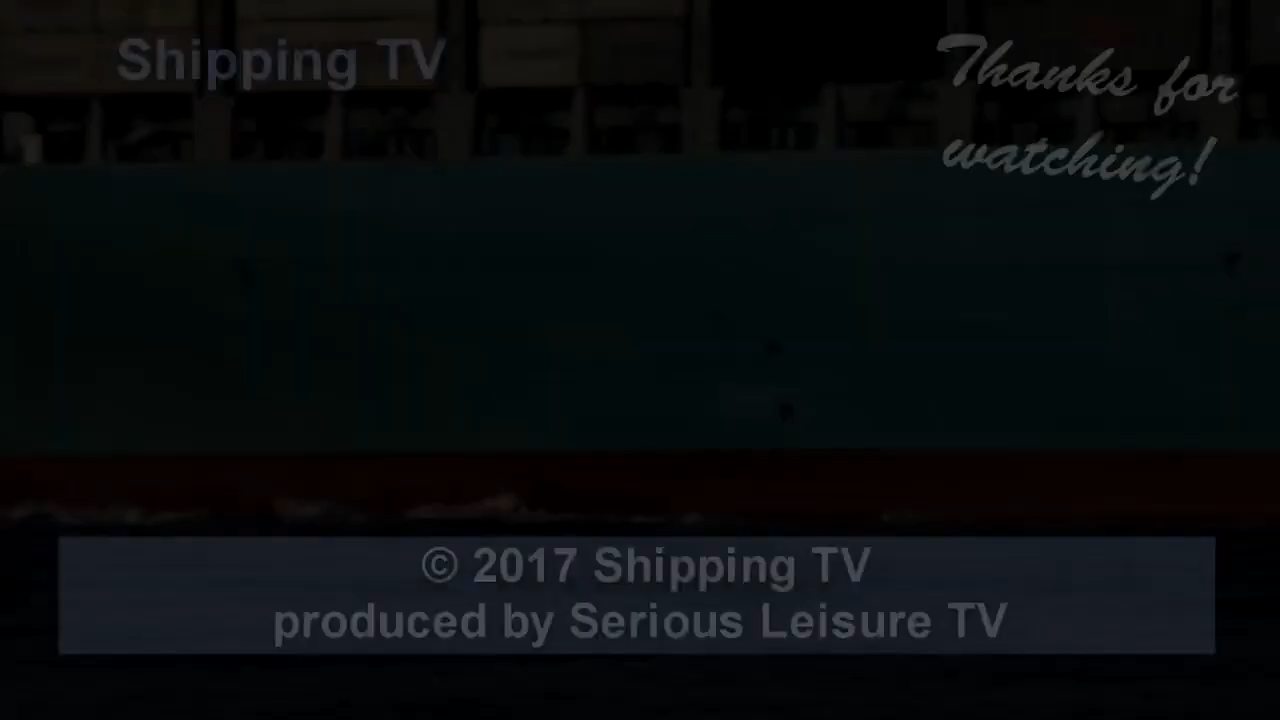 Shipping TV
Thanks for
watching!
© 2017 Shipping TV
produced by Serious Leisure TV